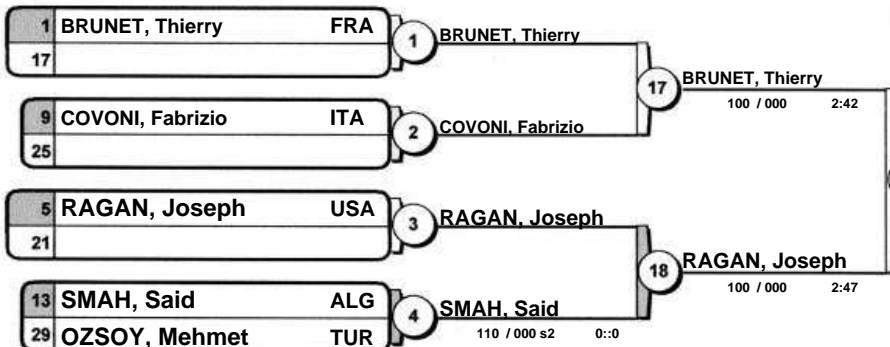 1 BRUNET, Thierry FRA
17
1 BRUNET, Thierry
9 COVONI, Fabrizio ITA
25
2 COVONI, Fabrizio
17 BRUNET, Thierry
100 / 000 2:42
5 RAGAN, Joseph USA
21
3 RAGAN, Joseph
13 SMAH, Said ALG
29 OZSOY, Mehmet TUR
4 SMAH, Said
110 / 000 s2 0::0
18 RAGAN, Joseph
100 / 000 2:47